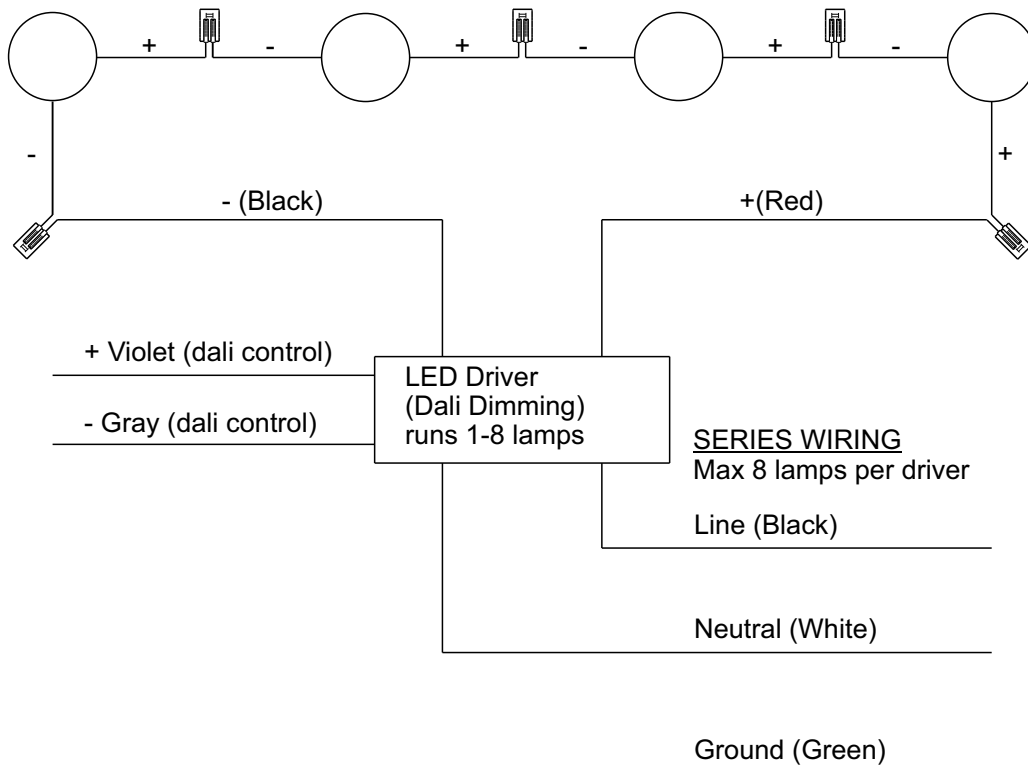 + - + - + -
- +
- (Black) +(Red)
+ Violet (dali control)
LED Driver
(Dali Dimming)
runs 1-8 lamps
- Gray (dali control)
SERIES WIRING
Max 8 lamps per driver
Line (Black)
Neutral (White)
Ground (Green)